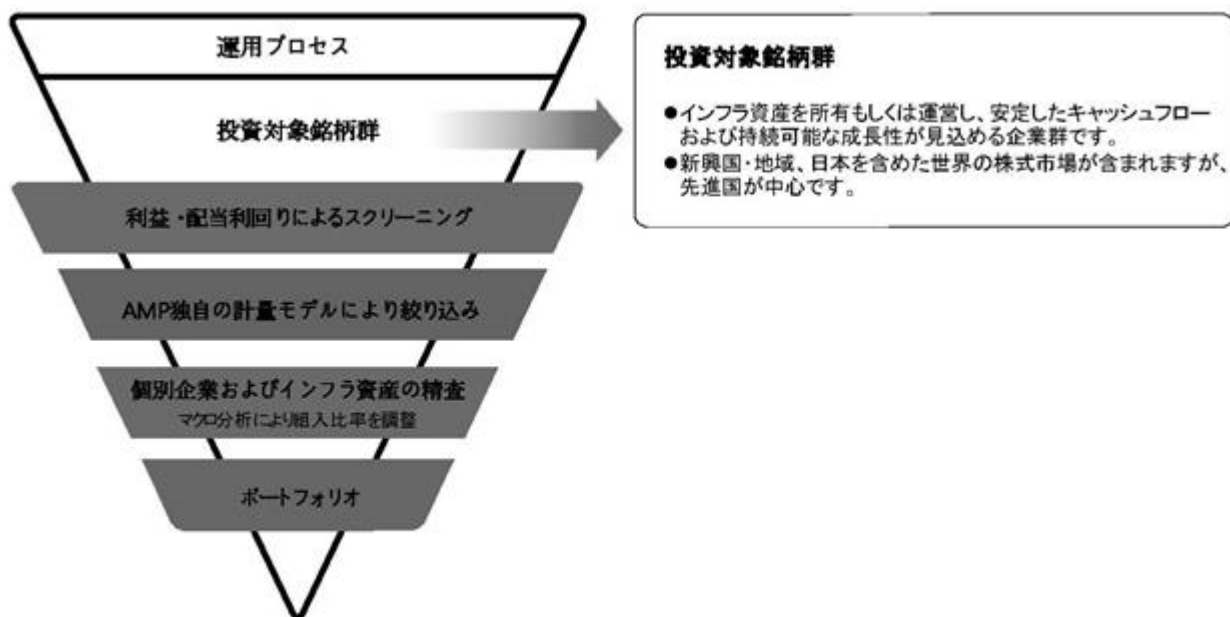 運用プロセス
投資対象銘柄群
利益・配当利回りによるスクリーニング
AMP独自の計量モデルにより絞り込み
個別企業およびインフラ資産の精査
マクロ分析により組入比率を調整
ポートフォリオ
投資対象銘柄群
●インフラ資産を所有もしくは運営し、安定したキャッシュフロー
および持続可能な成長性が見込める企業群です。
●新興国・地域、日本を含めた世界の株式市場が含まれますが、
先進国が中心です。